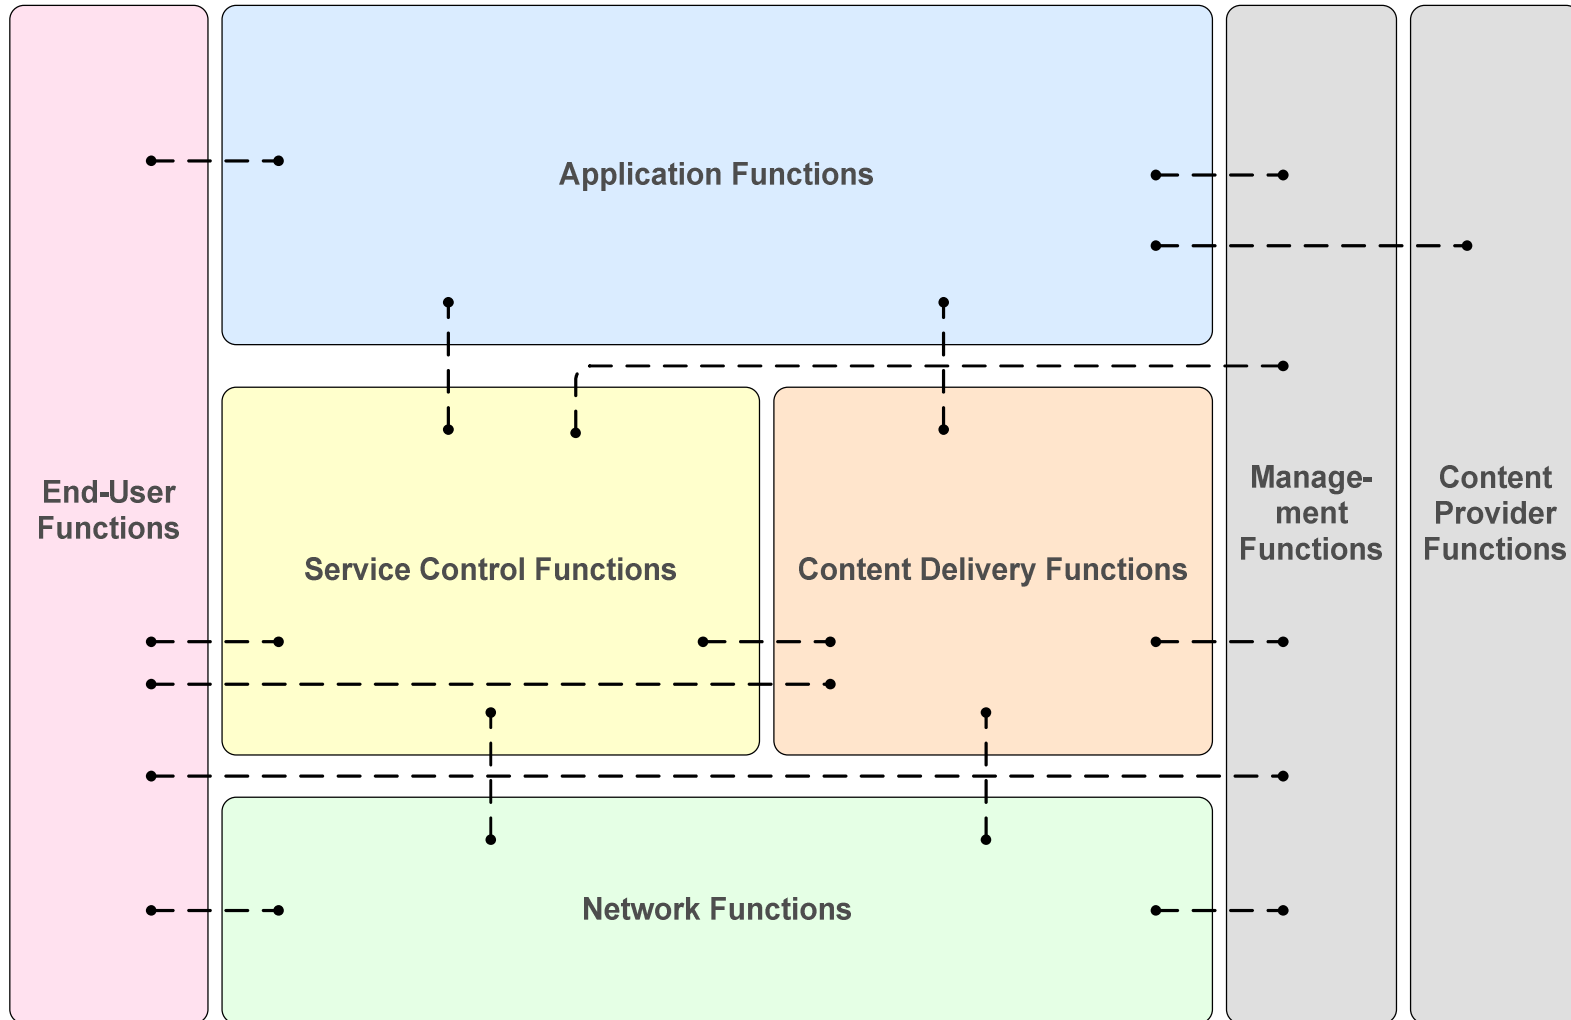 Application Functions
End-User
Functions
Service Control Functions
Content Delivery Functions
Manage-
ment
Functions
Content
Provider
Functions
Network Functions